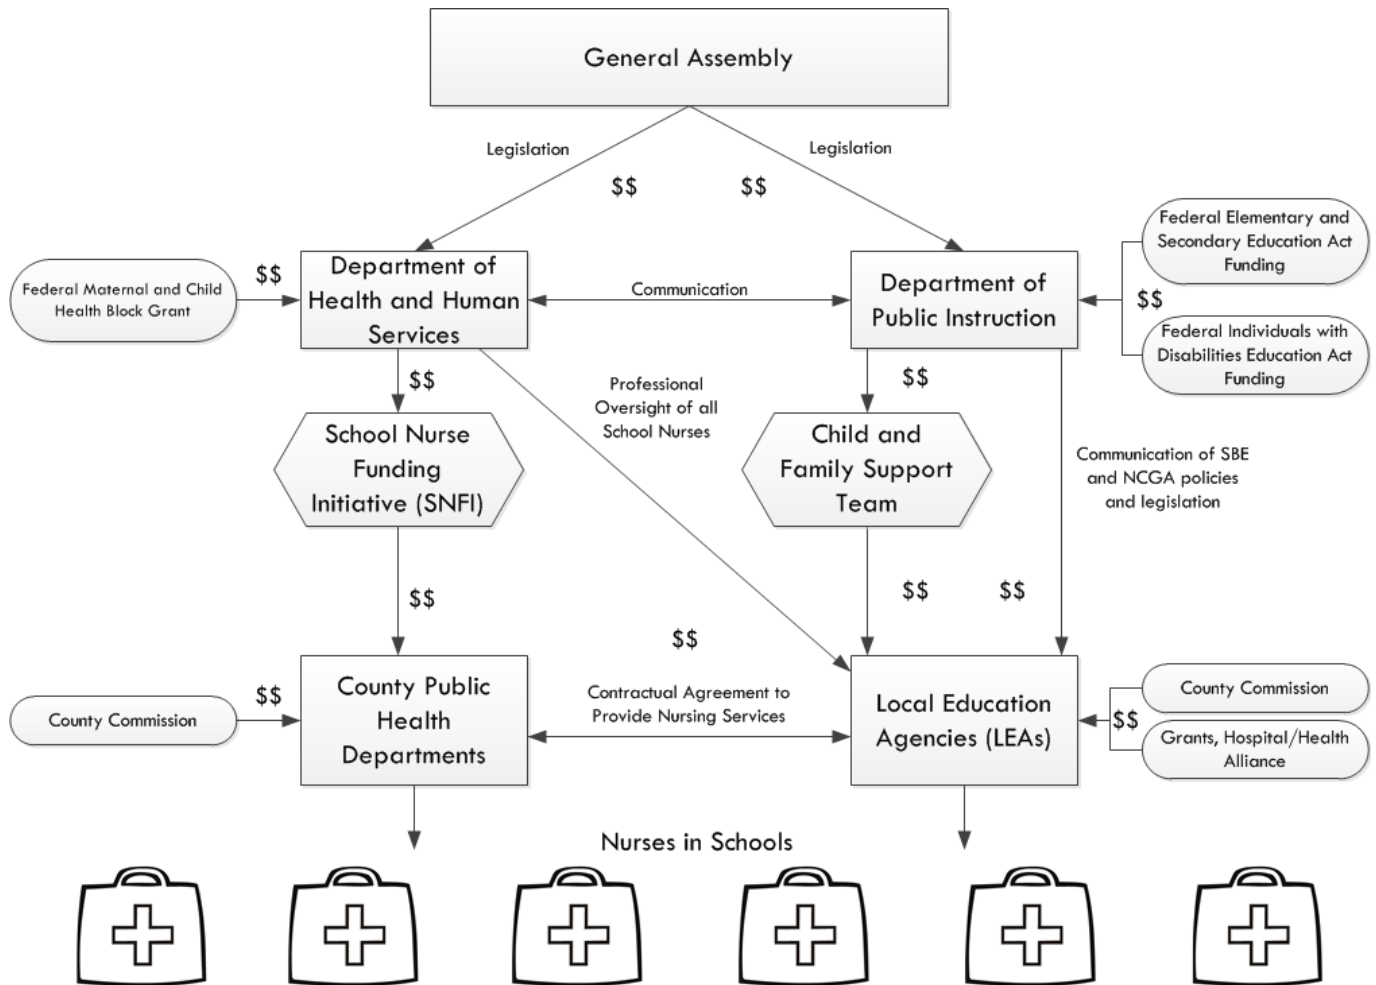 General Assembly
Legislation
Legislation
$$
$$
Federal Maternal and Child
Health Block Grant
$$
Department of
Health and Human
Services
Communication
Department of
Public Instruction
$$
Federal Elementary and
Secondary Education Act
Funding
Federal Individuals with
Disabilities Education Act
Funding
$$
Professional
Oversight of all
School Nurses
$$
School Nurse
Funding
Initiative (SNFI)
Child and
Family Support
Team
Communication of SBE
and NCGA policies
and legislation
$$
$$
$$
$$
County Commission
$$
County Public
Health
Departments
Contractual Agreement to
Provide Nursing Services
Local Education
Agencies (LEAs)
$$
County Commission
Grants, Hospital/Health
Alliance
Nurses in Schools